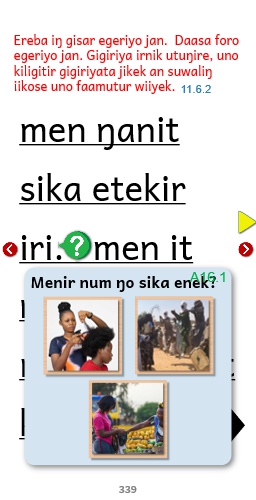 Ereba iŋ gisar egeriyo jan.  Daasa foro
egeriyo jan. Gigiriya irnik utuŋire, uno
kiligitir gigiriyata jikek an suwaliŋ
iikose uno faamutur wiiyek. 11.6.2
men ŋanit
sika etekir
iri. ? men it
A16.1
Menir num ŋo sika enek?
339